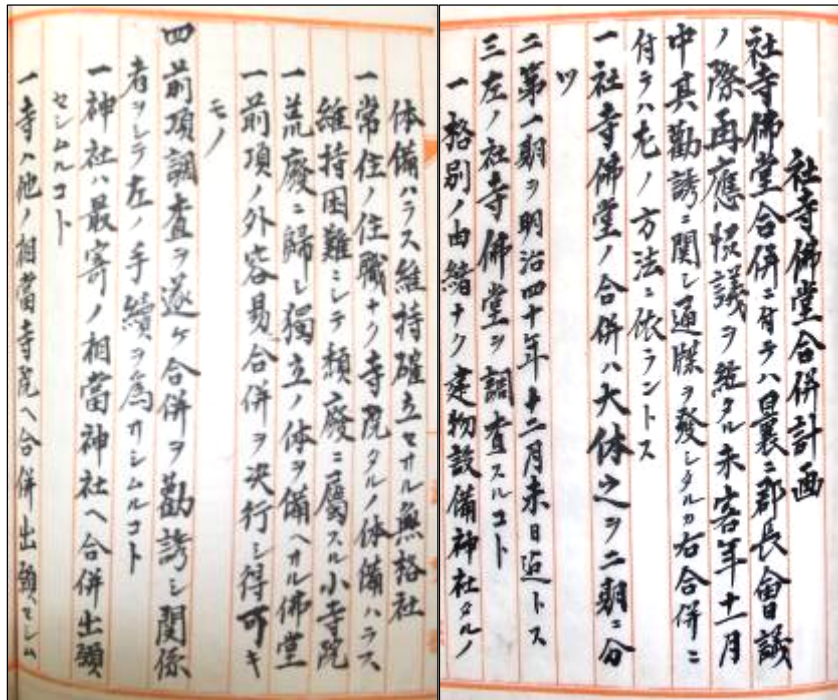 社寺佛堂合併計画
社寺佛堂合併ニ付テハ曩ニ郡長會議
ノ際再應協議ヲ経タル末客年十一月
中其勧誘ニ関シ通牒ヲ發シタルカ右合併ニ
付テハ左ノ方法ニ依ラントス
一社寺佛堂ノ合併ハ大体之ヲ二期ニ分
ツ
二第一期ヲ明治四十年十二月末日迄トス
三左ノ社寺佛堂ヲ調査スルコト
一格別ノ由緒ナク建物設備神社タルノ
体備ハラス維持確立セサル無格社
一常住ノ住職ナク寺院タルノ体備ハラス
維持困難ニシテ頽廢ニ屬スル小寺院
一荒廢ニ歸シ獨立ノ体ヲ備ヘサル佛堂
一前項ノ外容易ニ合併ヲ决行シ得可キ
モノ
四前項調査ヲ遂ケ合併ヲ勧誘シ関係
者ヲシテ左ノ手續ヲ為サシムルコト
一神社ハ最寄ノ相當神社ヘ合併出願
セシムルコト
一寺ハ他ノ相當寺院ヘ合併出願セシム